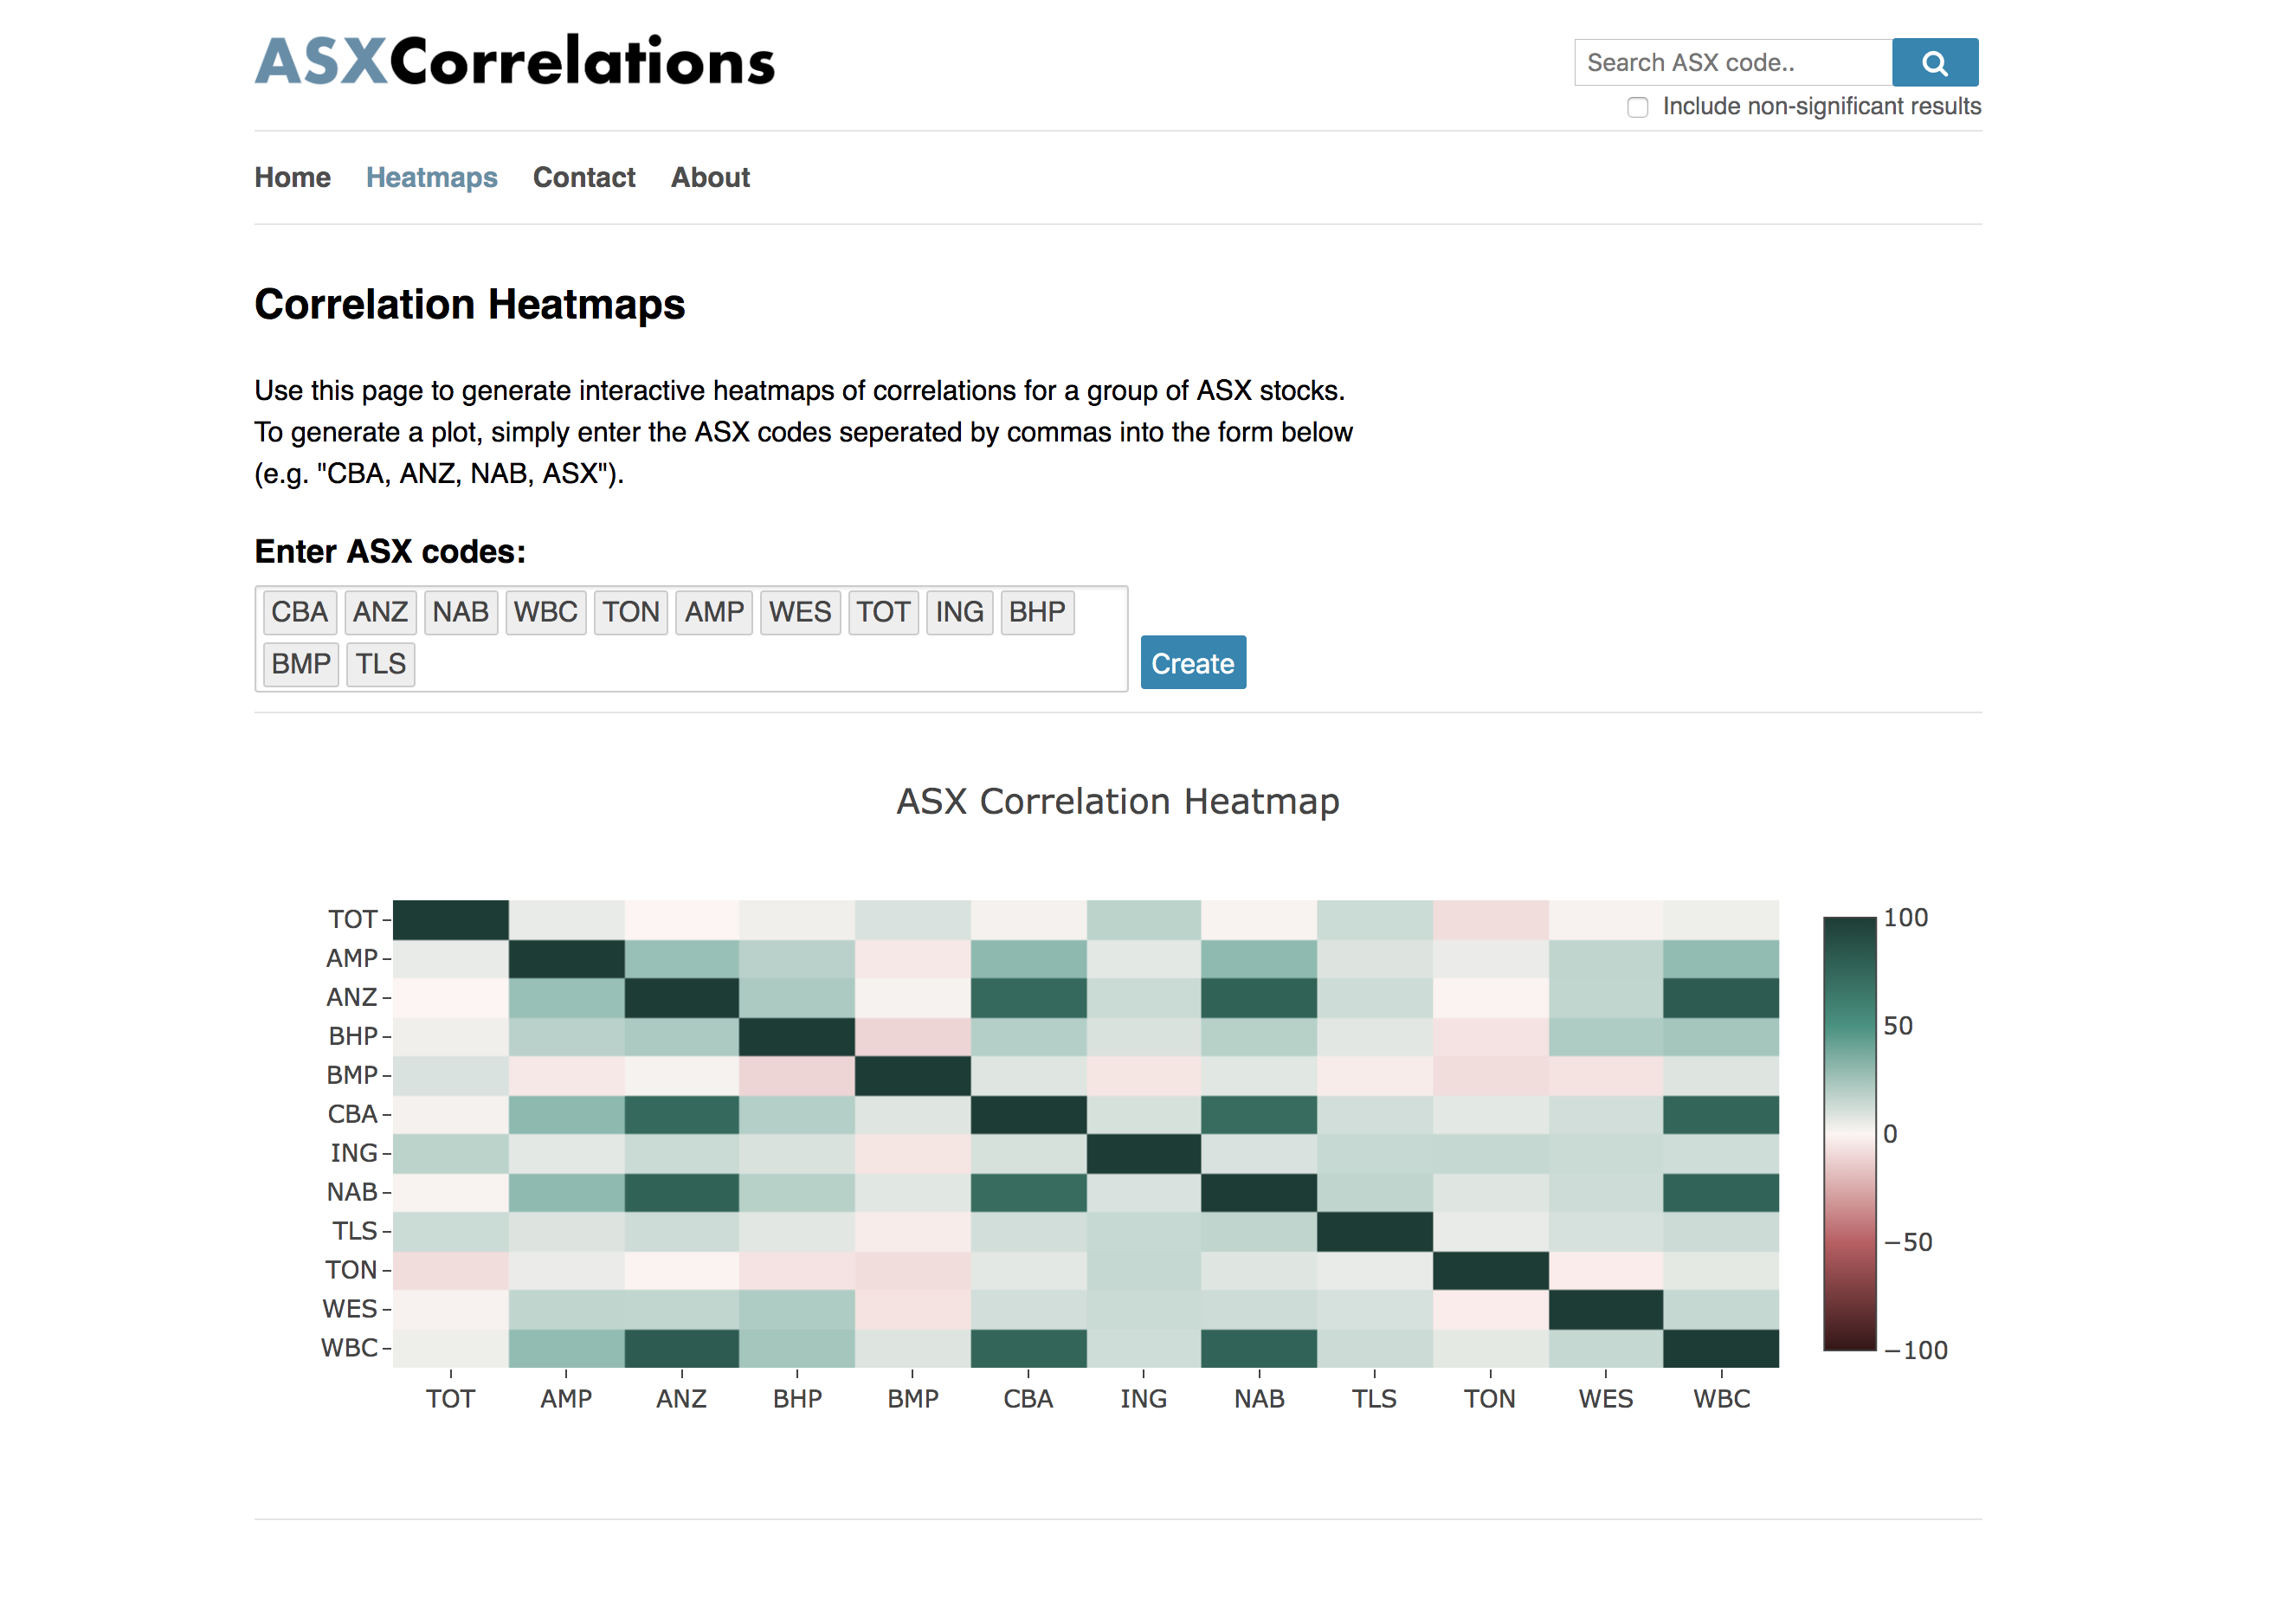 ASXCorrelations
Search ASX code..
Include non-significant results
Home Heatmaps Contact About
Correlation Heatmaps
Use this page to generate interactive heatmaps of correlations for a group of ASX stocks.
To generate a plot, simply enter the ASX codes seperated by commas into the form below
(e.g. "CBA, ANZ, NAB, ASX").
Enter ASX codes:
CBA ANZ NAB WBC TON AMP WES TOT ING BHP
BMP TLS
Create
ASX Correlation Heatmap
TOT
AMP
ANZ
BHP
BMP
CBA
ING
NAB
TLS
TON
WES
WBC
TOT AMP ANZ BHP BMP CBA ING NAB TLS TON WES WBC
100
50
0
−50
−100